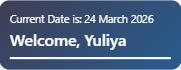 Current Date is: 24 March 2026
Welcome, Yuliya